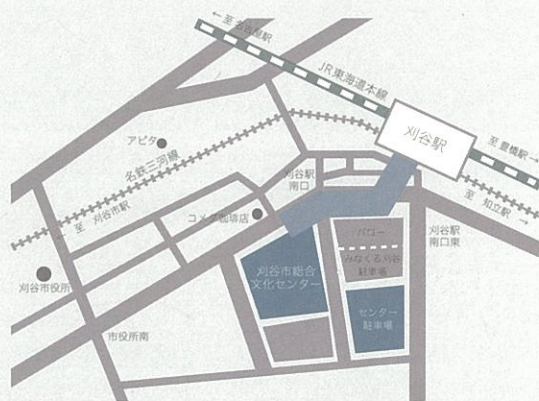 ← 至 名古屋駅
JR東海道本線
刈谷駅
至 豊橋駅 →
アピタ
名鉄三河線
刈谷駅
南口
至 知立駅 →
← 至 刈谷市駅
コメダ珈琲店
バロー
みなくる刈谷
駐車場
刈谷駅
南口東
刈谷市総合
文化センター
刈谷市役所
センター
駐車場
市役所南